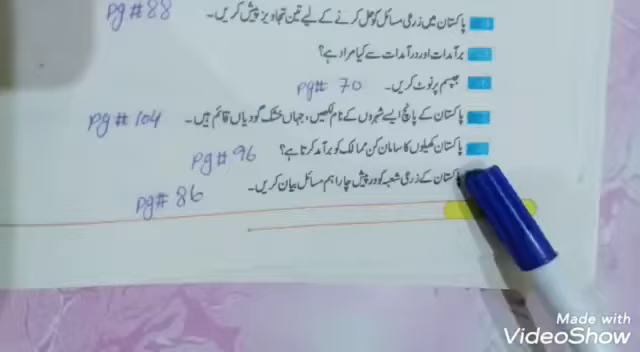 پاکستان میں زرعی مسائل کو حل کرنے کے لیے تین تجاویز پیش کریں۔ pg# 88
برآمدات اور درآمدات سے کیا مراد ہے؟
جپسم پر نوٹ کریں۔ pg# 70
پاکستان کے پانچ ایسے شہروں کے نام لکھیں، جہاں خشک گودیاں قائم ہیں۔ pg# 104
پاکستان کھیلوں کا سامان کن ممالک کو برآمد کرتا ہے؟ pg# 96
پاکستان کے زرعی شعبہ کو درپیش چار اہم مسائل بیان کریں۔ pg# 86
Made with
VideoShow